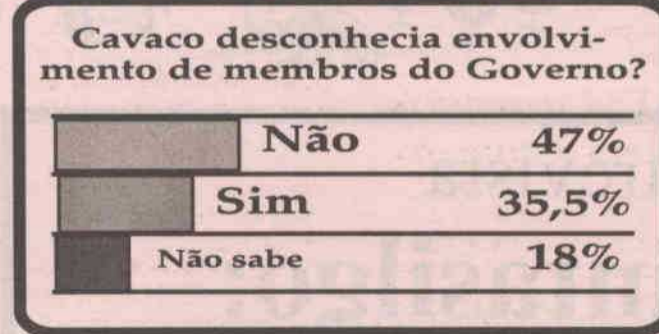 Cavaco desconhecia envolvi-
mento de membros do Governo?
Não 47%
Sim 35,5%
Não sabe 18%